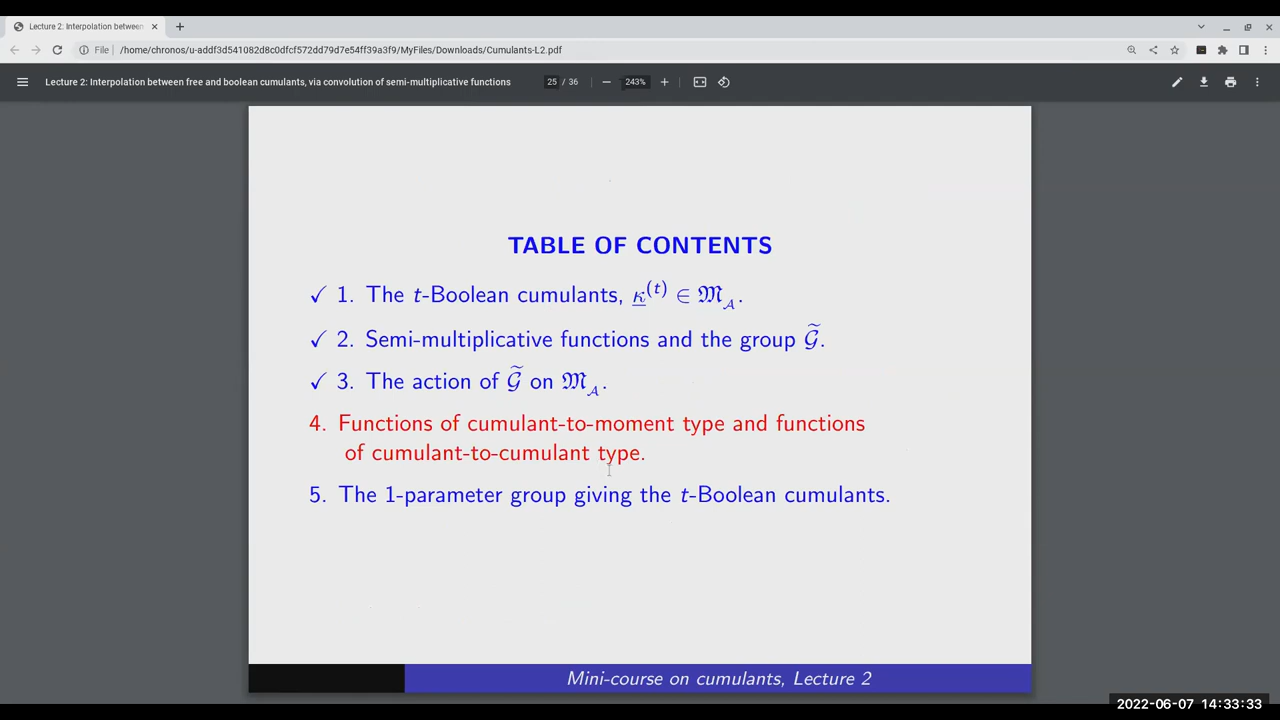 Lecture 2: Interpolation between
File | /home/chronos/u-addf3d541082d8c0dfcf572dd79d7e54ff39a3f9/MyFiles/Downloads/Cumulants-L2.pdf
Lecture 2: Interpolation between free and boolean cumulants, via convolution of semi-multiplicative functions 25 / 36 — 243% +
TABLE OF CONTENTS
✓ 1. The t-Boolean cumulants, κ^(t) ∈ 𝔐_𝒜.
✓ 2. Semi-multiplicative functions and the group 𝒢̃.
✓ 3. The action of 𝒢̃ on 𝔐_𝒜.
4. Functions of cumulant-to-moment type and functions
of cumulant-to-cumulant type.
5. The 1-parameter group giving the t-Boolean cumulants.
Mini-course on cumulants, Lecture 2
2022-06-07 14:33:33